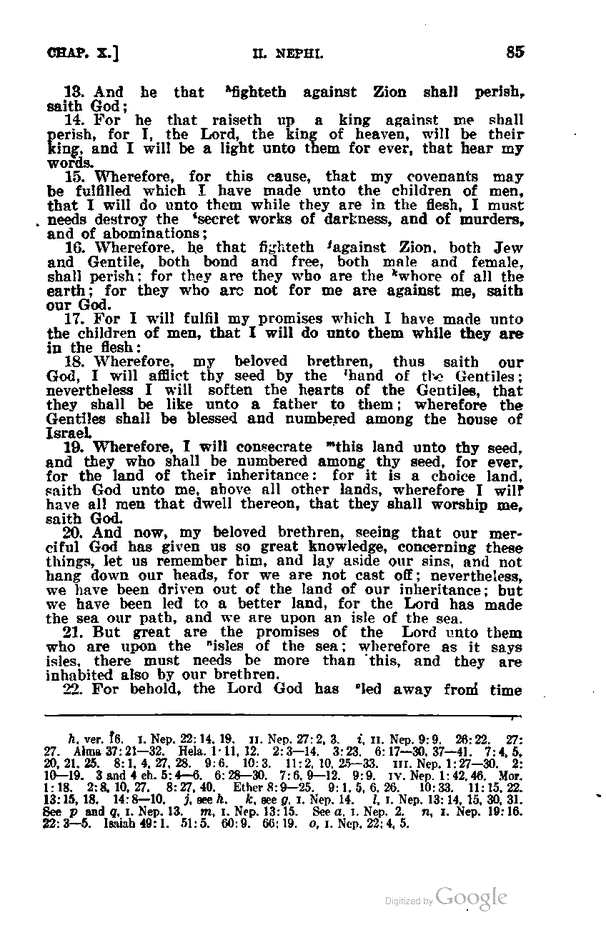 CHAP. X.] II. NEPHI. 85
13. And he that ʰfighteth against Zion shall perish,
saith God;
14. For he that raiseth up a king against me shall
perish, for I, the Lord, the king of heaven, will be their
king, and I will be a light unto them for ever, that hear my
words.
15. Wherefore, for this cause, that my covenants may
be fulfilled which I have made unto the children of men,
that I will do unto them while they are in the flesh, I must
needs destroy the ⁱsecret works of darkness, and of murders,
and of abominations;
16. Wherefore, he that fighteth ʲagainst Zion, both Jew
and Gentile, both bond and free, both male and female,
shall perish; for they are they who are the ᵏwhore of all the
earth; for they who are not for me are against me, saith
our God.
17. For I will fulfil my promises which I have made unto
the children of men, that I will do unto them while they are
in the flesh:
18. Wherefore, my beloved brethren, thus saith our
God, I will afflict thy seed by the ˡhand of the Gentiles;
nevertheless I will soften the hearts of the Gentiles, that
they shall be like unto a father to them; wherefore the
Gentiles shall be blessed and numbered among the house of
Israel.
19. Wherefore, I will consecrate ᵐthis land unto thy seed,
and they who shall be numbered among thy seed, for ever,
for the land of their inheritance: for it is a choice land,
saith God unto me, above all other lands, wherefore I will
have all men that dwell thereon, that they shall worship me,
saith God.
20. And now, my beloved brethren, seeing that our mer-
ciful God has given us so great knowledge, concerning these
things, let us remember him, and lay aside our sins, and not
hang down our heads, for we are not cast off; nevertheless,
we have been driven out of the land of our inheritance; but
we have been led to a better land, for the Lord has made
the sea our path, and we are upon an isle of the sea.
21. But great are the promises of the Lord unto them
who are upon the ⁿisles of the sea; wherefore as it says
isles, there must needs be more than this, and they are
inhabited also by our brethren.
22. For behold, the Lord God has ᵒled away from time
h, ver. 16. I. Nep. 22:14, 19. II. Nep. 27:2, 3. i, II. Nep. 9:9. 26:22. 27:
27. Alma 37:21—32. Hela. 1:11, 12. 2:3—14. 3:23. 6:17—30, 37—41. 7:4, 5,
20, 21, 25. 8:1, 4, 27, 28. 9:6. 10:3. 11:2, 10, 25—33. III. Nep. 1:27—30. 2:
10—19. 3 and 4 ch. 5:4—6. 6:28—30. 7:6, 9—12. 9:9. IV. Nep. 1:42, 46. Mor.
1:18. 2:8, 10, 27. 8:27, 40. Ether 8:9—25. 9:1, 5, 6, 26. 10:33. 11:15, 22.
13:15, 18. 14:8—10. j, see h. k, see g, I. Nep. 14. l, I. Nep. 13:14, 15, 30, 31.
See p and q, I. Nep. 13. m, I. Nep. 13:15. See a, I. Nep. 2. n, I. Nep. 19:16.
22:3—5. Isaiah 49:1. 51:5. 60:9. 66:19. o, I. Nep. 22:4, 5.
Digitized by Google